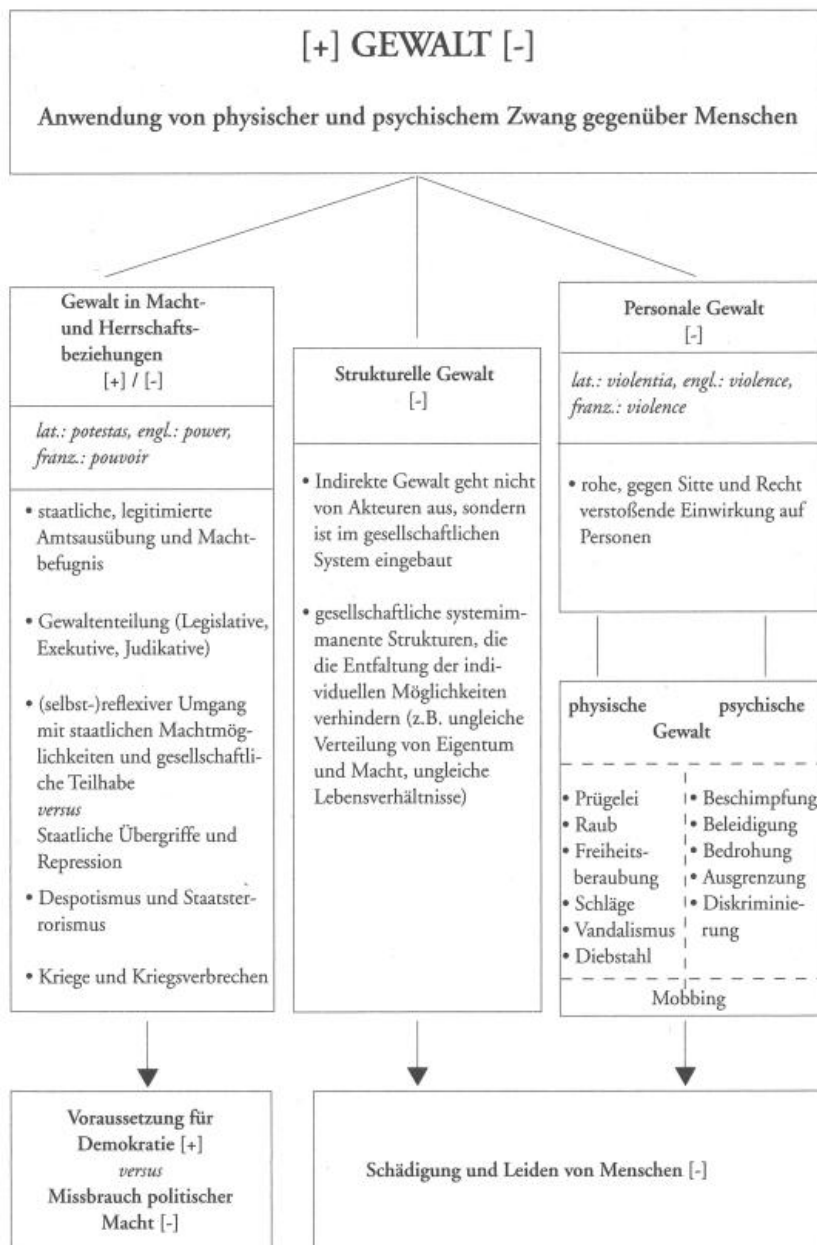 [+] GEWALT [-]
Anwendung von physischer und psychischem Zwang gegenüber Menschen
Gewalt in Macht-
und Herrschafts-
beziehungen
[+] / [-]
lat.: potestas, engl.: power,
franz.: pouvoir
• staatliche, legitimierte
Amtsausübung und Macht-
befugnis
• Gewaltenteilung (Legislative,
Exekutive, Judikative)
• (selbst-)reflexiver Umgang
mit staatlichen Machtmög-
lichkeiten und gesellschaftli-
che Teilhabe
versus
Staatliche Übergriffe und
Repression
• Despotismus und Staatster-
rorismus
• Kriege und Kriegsverbrechen
Strukturelle Gewalt
[-]
• Indirekte Gewalt geht nicht
von Akteuren aus, sondern
ist im gesellschaftlichen
System eingebaut
• gesellschaftliche systemim-
manente Strukturen, die
die Entfaltung der indi-
viduellen Möglichkeiten
verhindern (z.B. ungleiche
Verteilung von Eigentum
und Macht, ungleiche
Lebensverhältnisse)
Personale Gewalt
[-]
lat.: violentia, engl.: violence,
franz.: violence
• rohe, gegen Sitte und Recht
verstoßende Einwirkung auf
Personen
physische psychische
Gewalt
• Prügelei
• Raub
• Freiheits-
beraubung
• Schläge
• Vandalismus
• Diebstahl
• Beschimpfung
• Beleidigung
• Bedrohung
• Ausgrenzung
• Diskriminie-
rung
Mobbing
Voraussetzung für
Demokratie [+]
versus
Missbrauch politischer
Macht [-]
Schädigung und Leiden von Menschen [-]